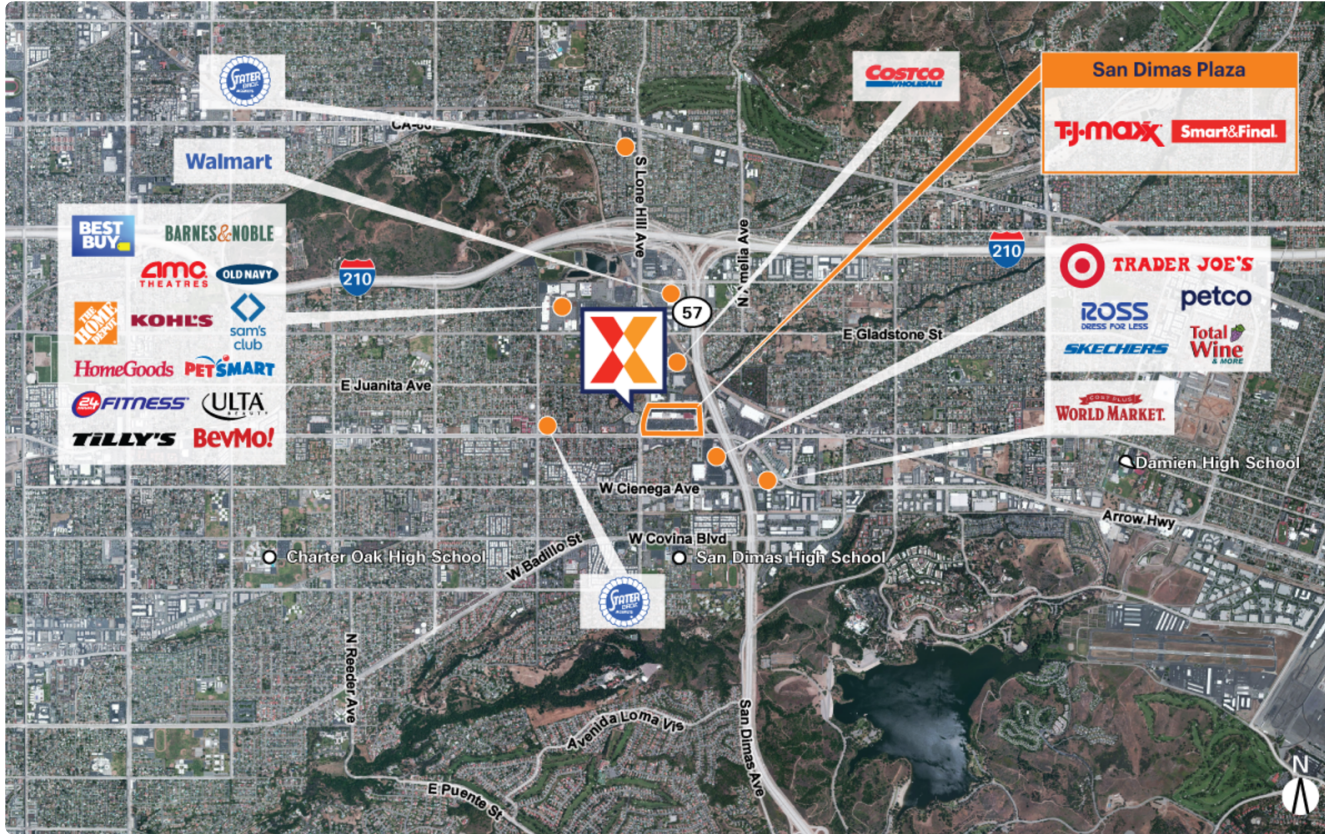 STATER BROS
MARKETS
COSTCO
WHOLESALE
San Dimas Plaza
T·J·maxx
Smart&Final.
CA-66
Walmart
S Lone Hill Ave
N Amelia Ave
BEST BUY
BARNES&NOBLE
AMC THEATRES
OLD NAVY
THE HOME DEPOT
KOHL'S
sam's club
HomeGoods
PETSMART
24 HOUR FITNESS
ULTA BEAUTY
TILLY'S
BevMo!
210
210
57
TRADER JOE'S
ROSS DRESS FOR LESS
petco
SKECHERS
Total Wine & MORE
COST PLUS
WORLD MARKET.
E Gladstone St
E Juanita Ave
Damien High School
W Cienega Ave
Arrow Hwy
W Covina Blvd
Charter Oak High School
W Badillo St
San Dimas High School
STATER BROS
MARKETS
N Reeder Ave
Avenida Loma Vis
San Dimas Ave
E Puente St
N